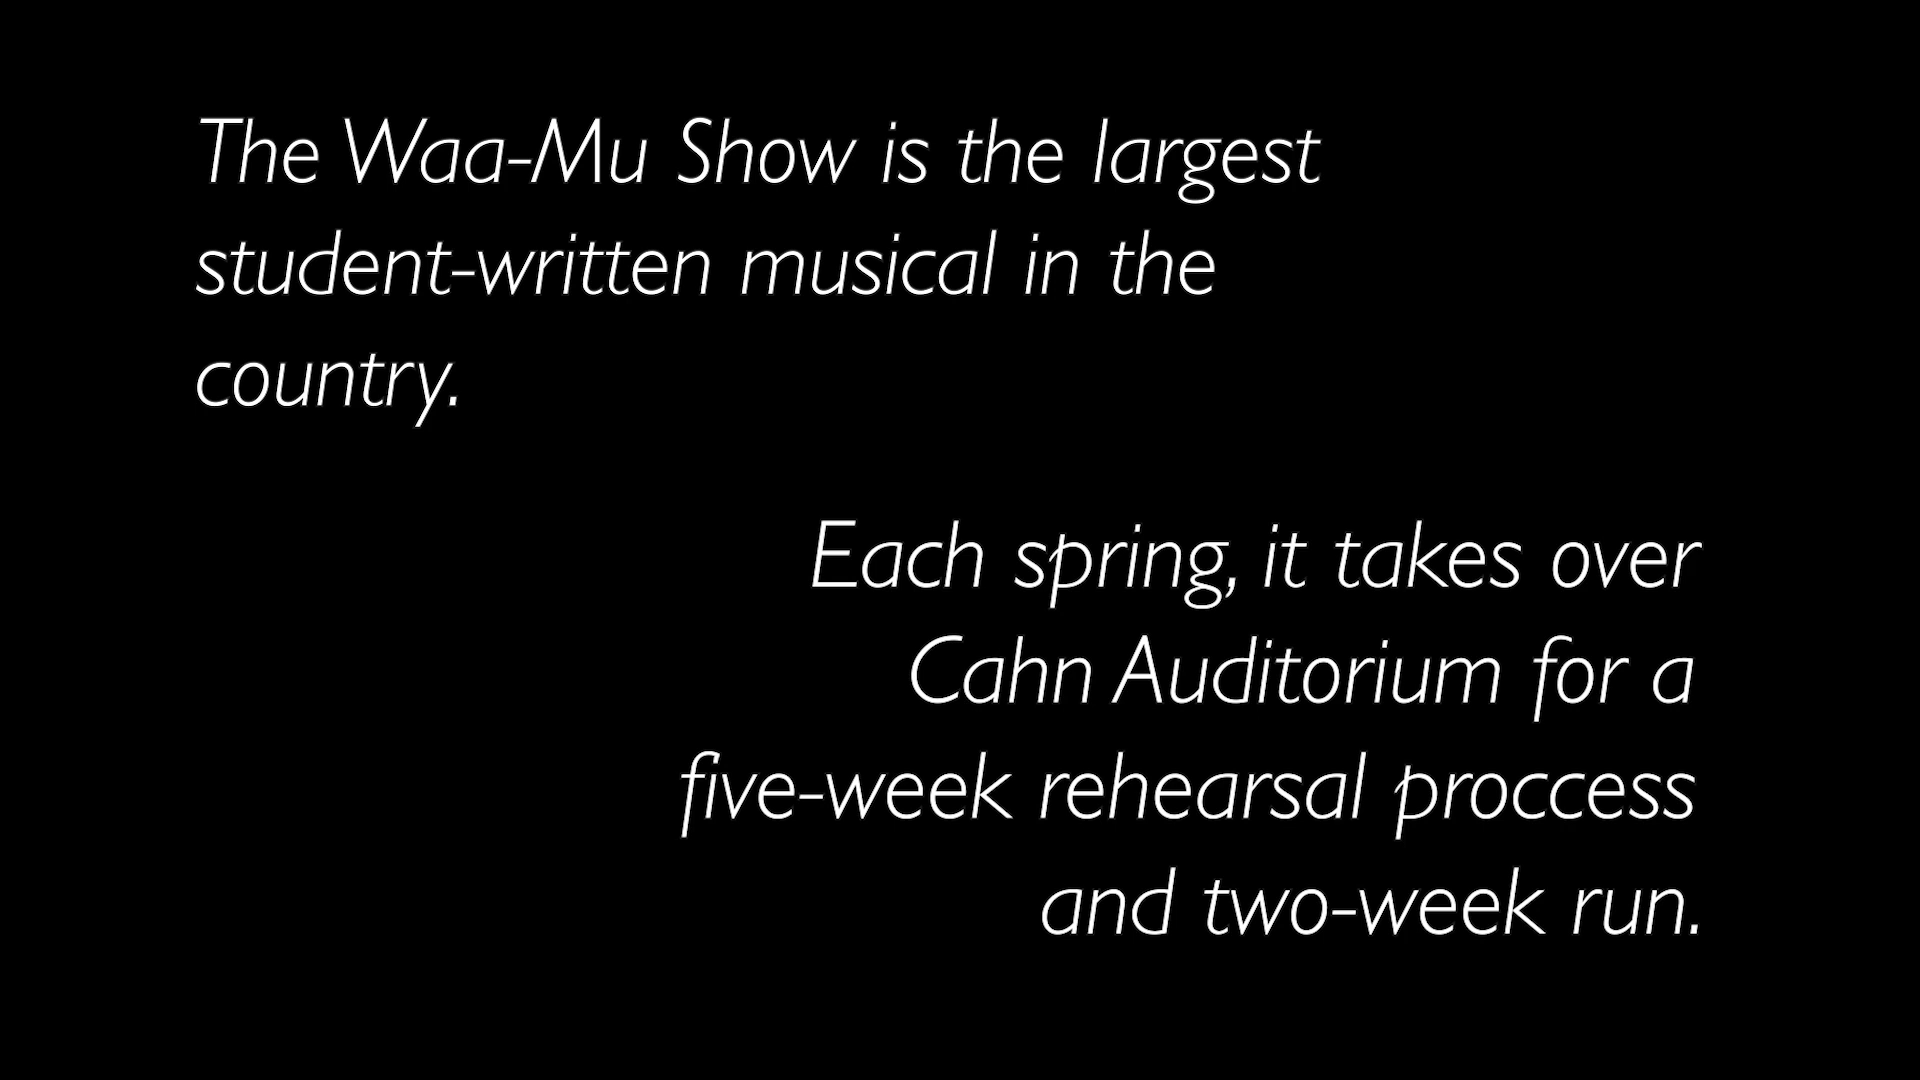 The Waa-Mu Show is the largest
student-written musical in the
country.
Each spring, it takes over
Cahn Auditorium for a
five-week rehearsal proccess
and two-week run.